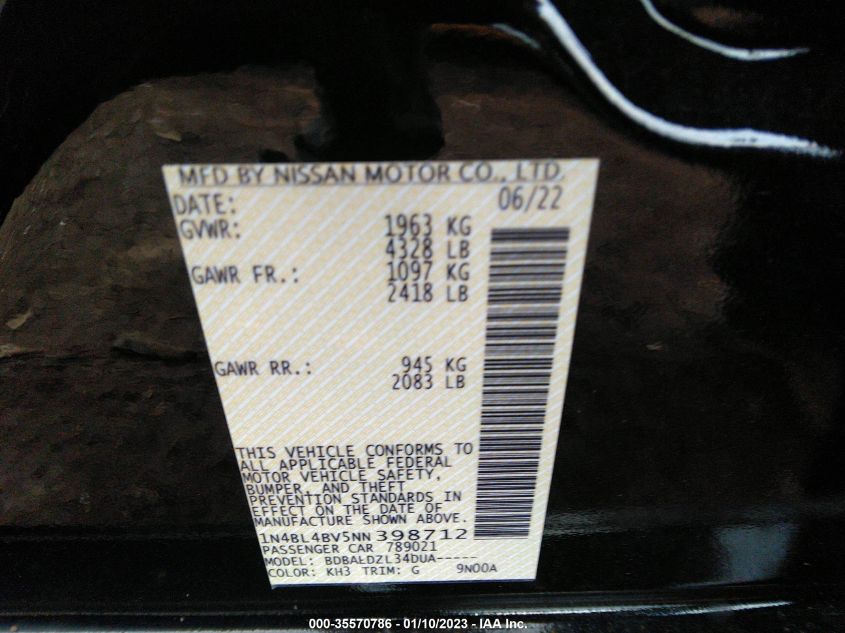 MFD BY NISSAN MOTOR CO., LTD.
DATE: 06/22
GVWR: 1963 KG
4328 LB
GAWR FR.: 1097 KG
2418 LB
GAWR RR.: 945 KG
2083 LB
THIS VEHICLE CONFORMS TO
ALL APPLICABLE FEDERAL
MOTOR VEHICLE SAFETY,
BUMPER, AND THEFT
PREVENTION STANDARDS IN
EFFECT ON THE DATE OF
MANUFACTURE SHOWN ABOVE.
1N4BL4BV5NN398712
PASSENGER CAR 789021
MODEL: BDBALDZL34DUA-----
COLOR: KH3 TRIM: G 9N00A
000-35570786 - 01/10/2023 - IAA Inc.